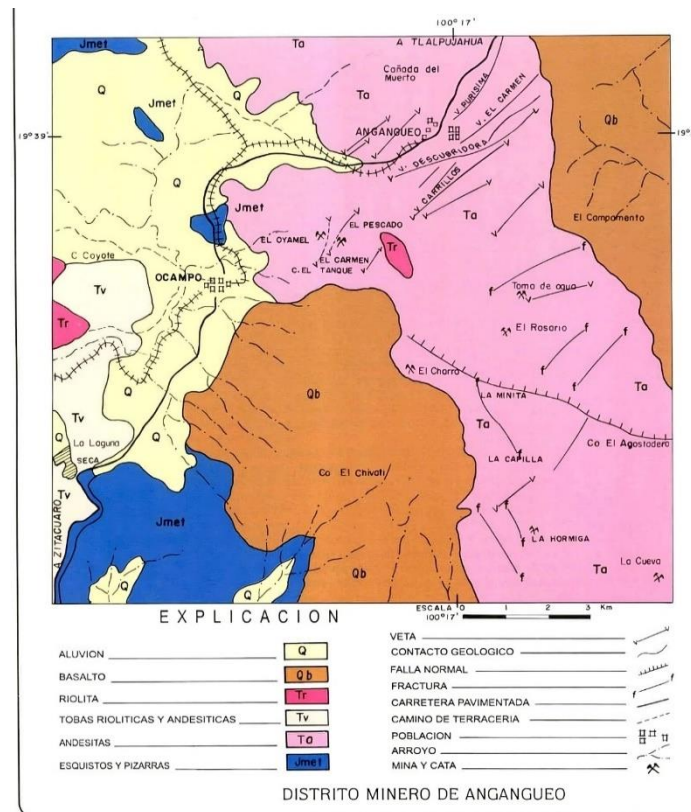 100°17'
Jmet
Ta
A TLALPUJAHUA
Cañada del
Muerto
Q
Jmet
Ta
V. PURISIMA
V. EL CARMEN
ANGANGUEO
19°39
19°
Qb
V. DESCUBRIDORA
Q
V. CARRILLOS
Jmet
Ta
El Campamento
EL PESCADO
EL OYAMEL
Tr
C. Coyote
EL CARMEN
C. EL TANQUE
OCAMPO
Tv
Toma de agua
Tr
El Rosario
El Charro
Ta
Qb
LA MINITA
Q
Tv
Ta
Co El Agostadero
Q
La Laguna
Q
SECA
LA CAPILLA
Co El Chivati
Tv
Jmet
A ZITACUARO
LA HORMIGA
Q
Q
Qb
Ta
La Cueva
ESCALA 0 1 2 3 Km
100°17'
EXPLICACION
ALUVION Q
BASALTO Qb
RIOLITA Tr
TOBAS RIOLITICAS Y ANDESITICAS Tv
ANDESITAS Ta
ESQUISTOS Y PIZARRAS Jmet
VETA v v
CONTACTO GEOLOGICO
FALLA NORMAL
FRACTURA f f
CARRETERA PAVIMENTADA
CAMINO DE TERRACERIA
POBLACION
ARROYO
MINA Y CATA
DISTRITO MINERO DE ANGANGUEO